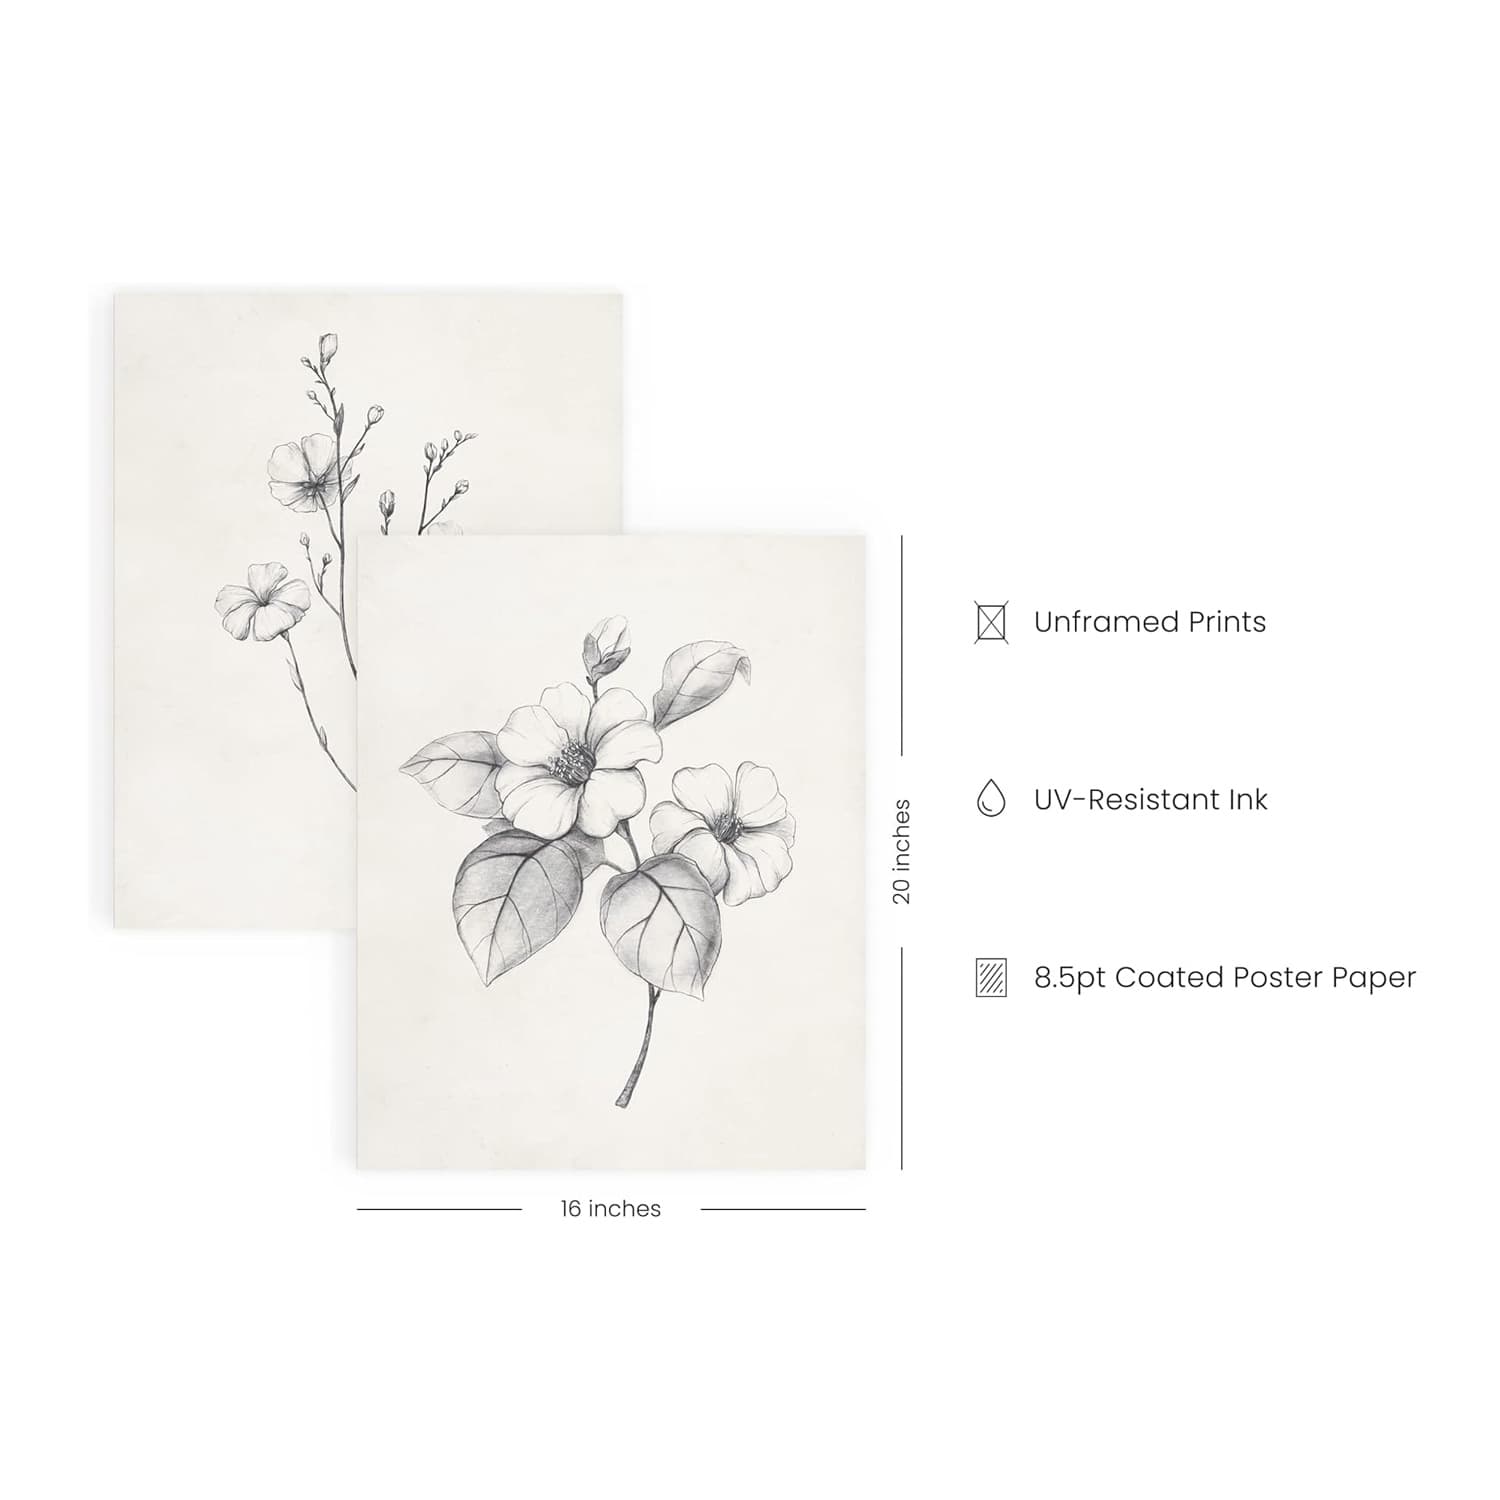 Unframed Prints
UV-Resistant Ink
8.5pt Coated Poster Paper
20 inches
16 inches